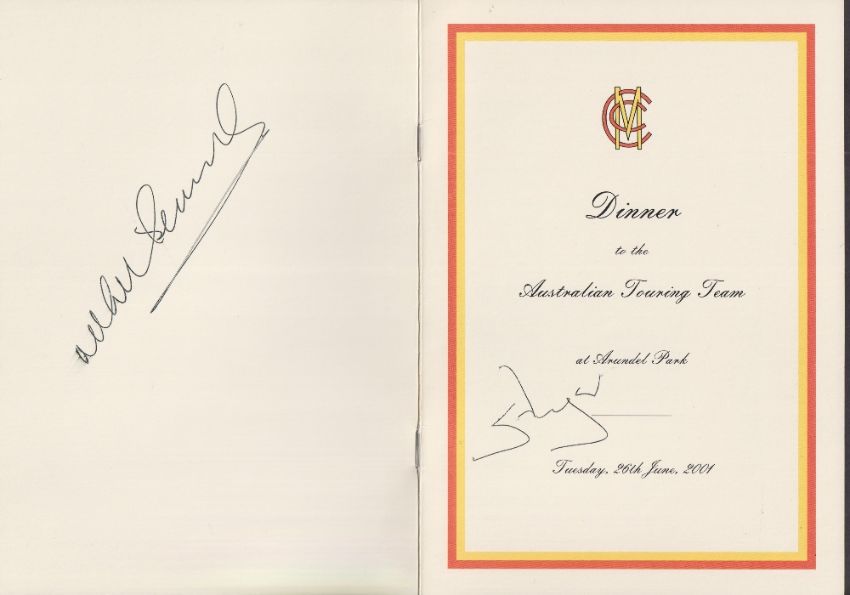 MCC
Dinner
to the
Australian Touring Team
at Arundel Park
Tuesday, 26th June, 2001